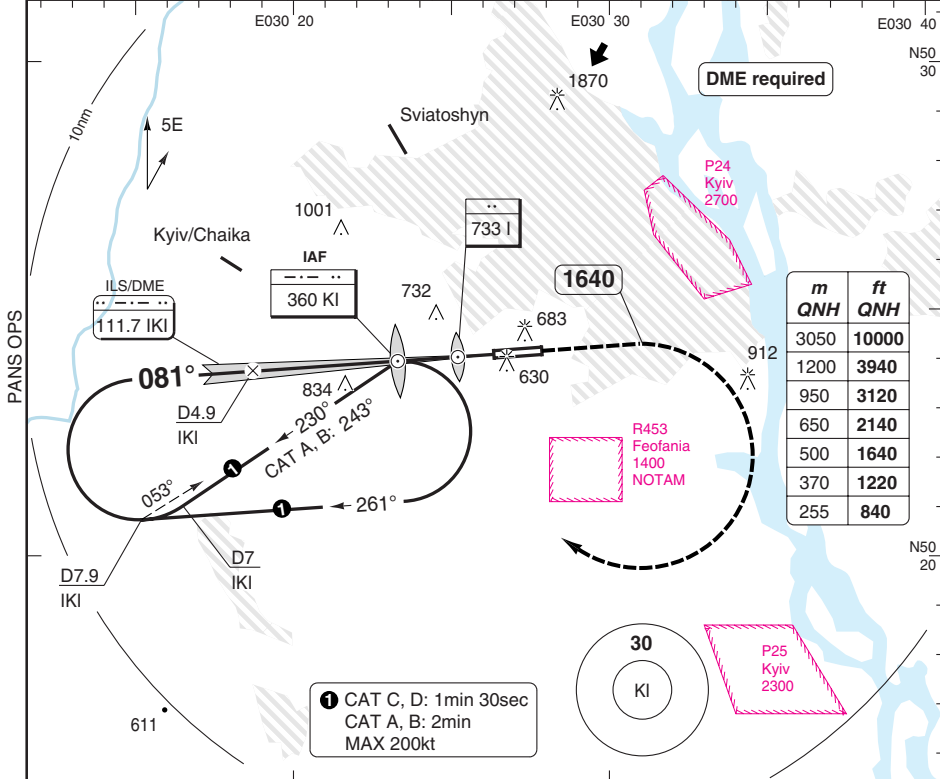 E030 20
E030 30
E030 40
N50
30
1870
DME required
10nm
5E
Sviatoshyn
P24
Kyiv
2700
733 I
1001
Kyiv/Chaika
IAF
360 KI
ILS/DME
111.7 IKI
732
1640
683
630
912
m
QNH
ft
QNH
3050 10000
1200 3940
950 3120
650 2140
500 1640
370 1220
255 840
PANS OPS
081°
D4.9
IKI
834
230°
CAT A, B: 243°
R453
Feofania
1400
NOTAM
1
053°
1
261°
D7
IKI
D7.9
IKI
N50
20
30
KI
P25
Kyiv
2300
611
1 CAT C, D: 1min 30sec
CAT A, B: 2min
MAX 200kt